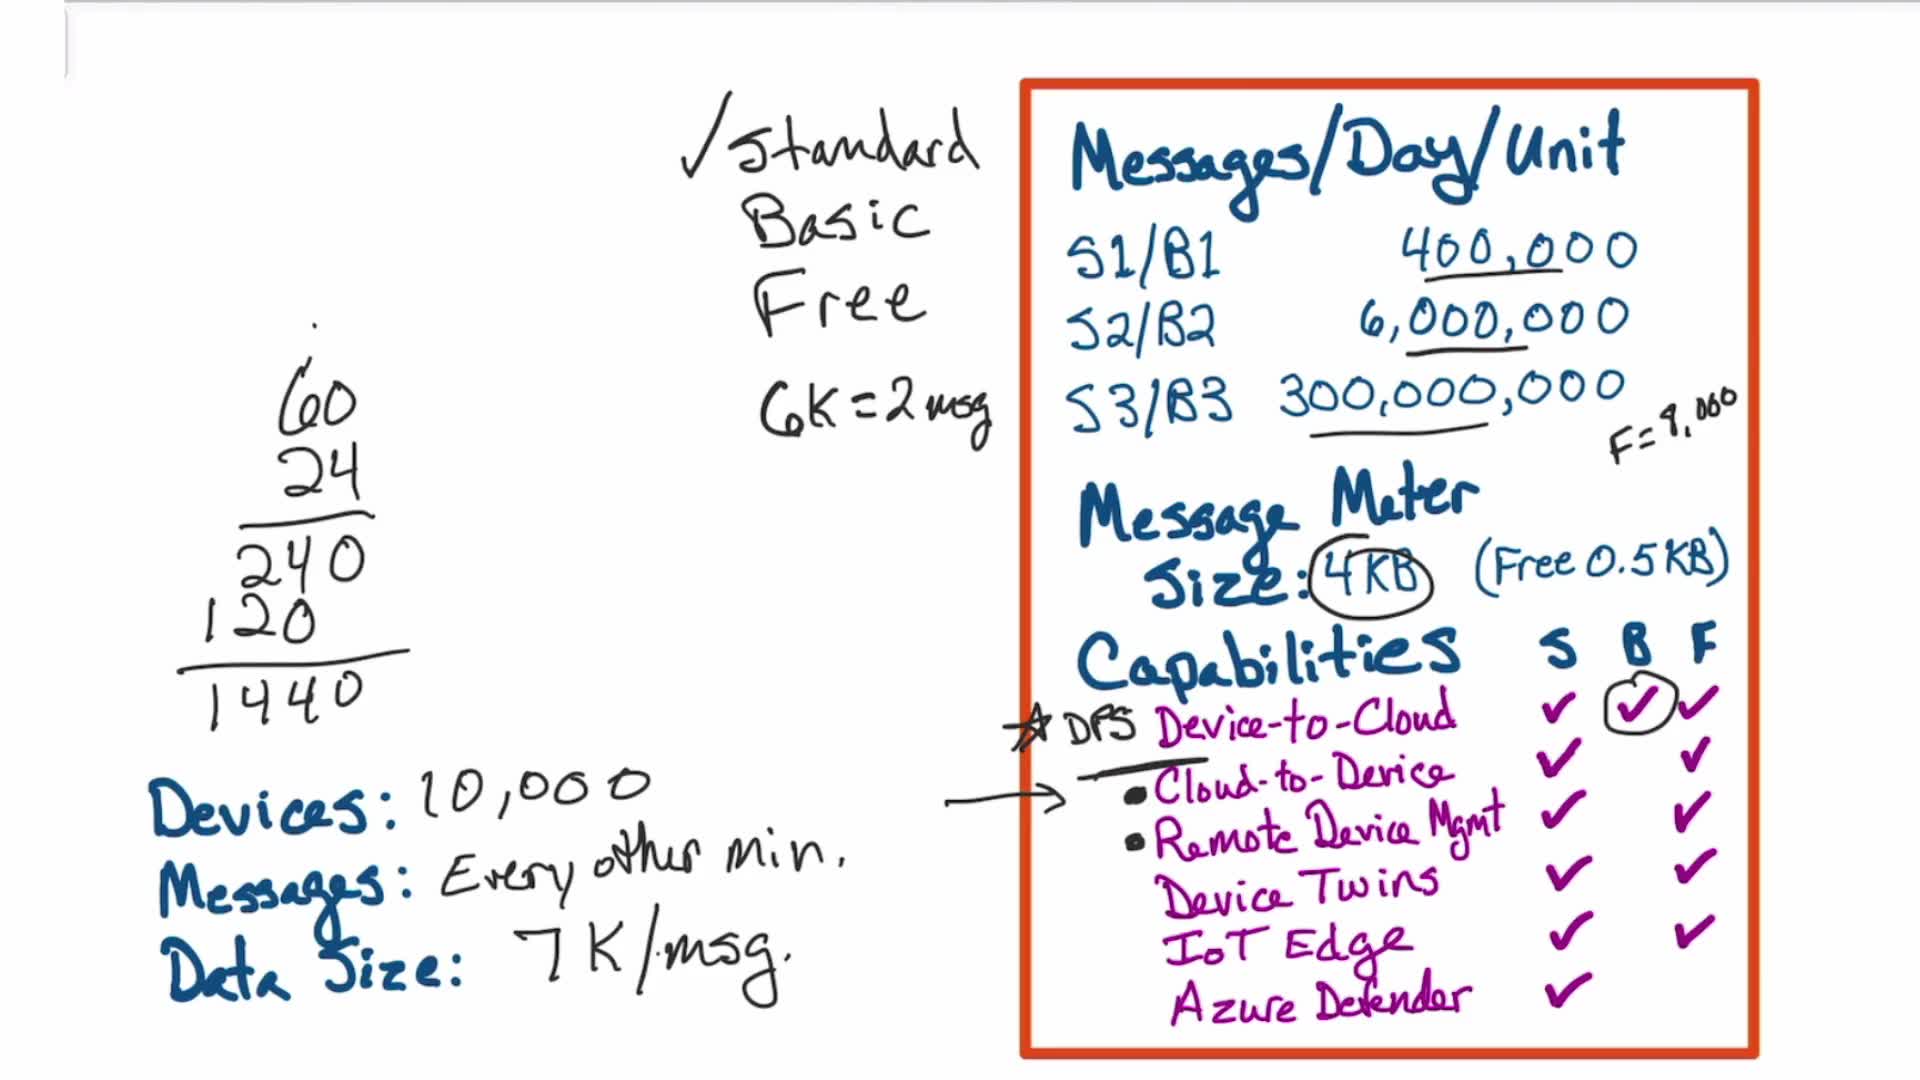 ✓ Standard
Basic
Free
6K = 2 msg
60
24
240
120
1440
Devices: 10,000
Messages: Every other min.
Data Size: 7K/msg.
Messages/Day/Unit
S1/B1 400,000
S2/B2 6,000,000
S3/B3 300,000,000
F = 8,000
Message Meter
Size: 4KB (Free 0.5KB)
Capabilities S B F
★ DPS Device-to-Cloud ✓ ✓ ✓
• Cloud-to-Device ✓ ✓
• Remote Device Mgmt ✓ ✓
Device Twins ✓ ✓
IoT Edge ✓ ✓
Azure Defender ✓